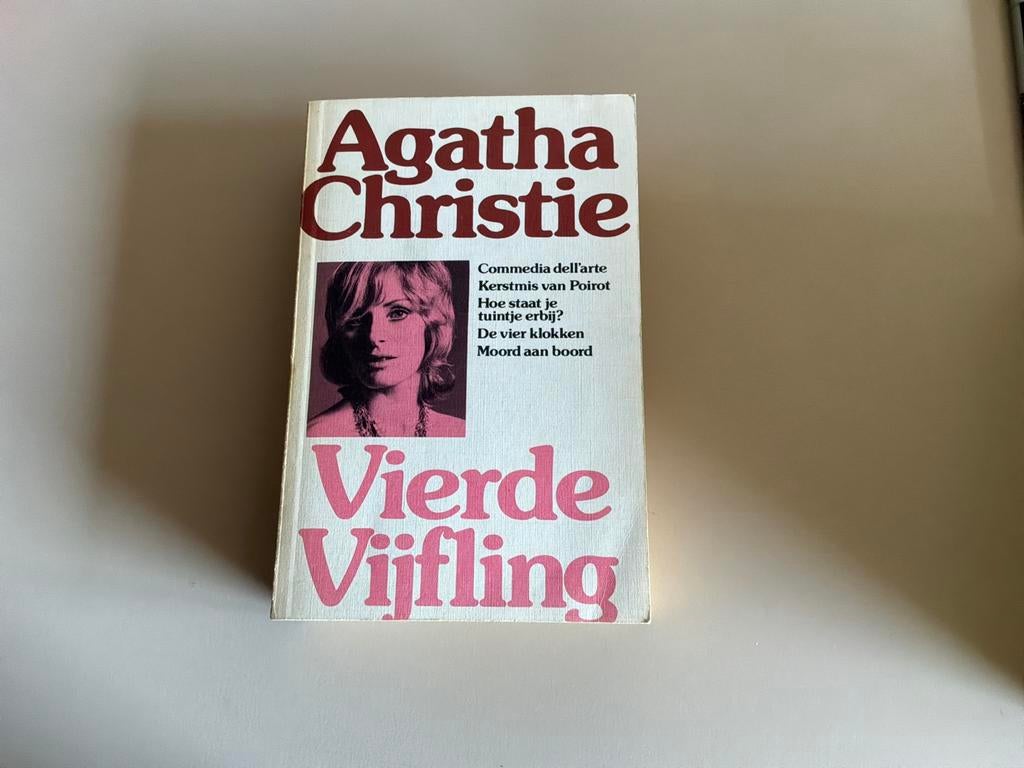 Agatha
Christie
Commedia dell'arte
Kerstmis van Poirot
Hoe staat je
tuintje erbij?
De vier klokken
Moord aan boord
Vierde
Vijfling